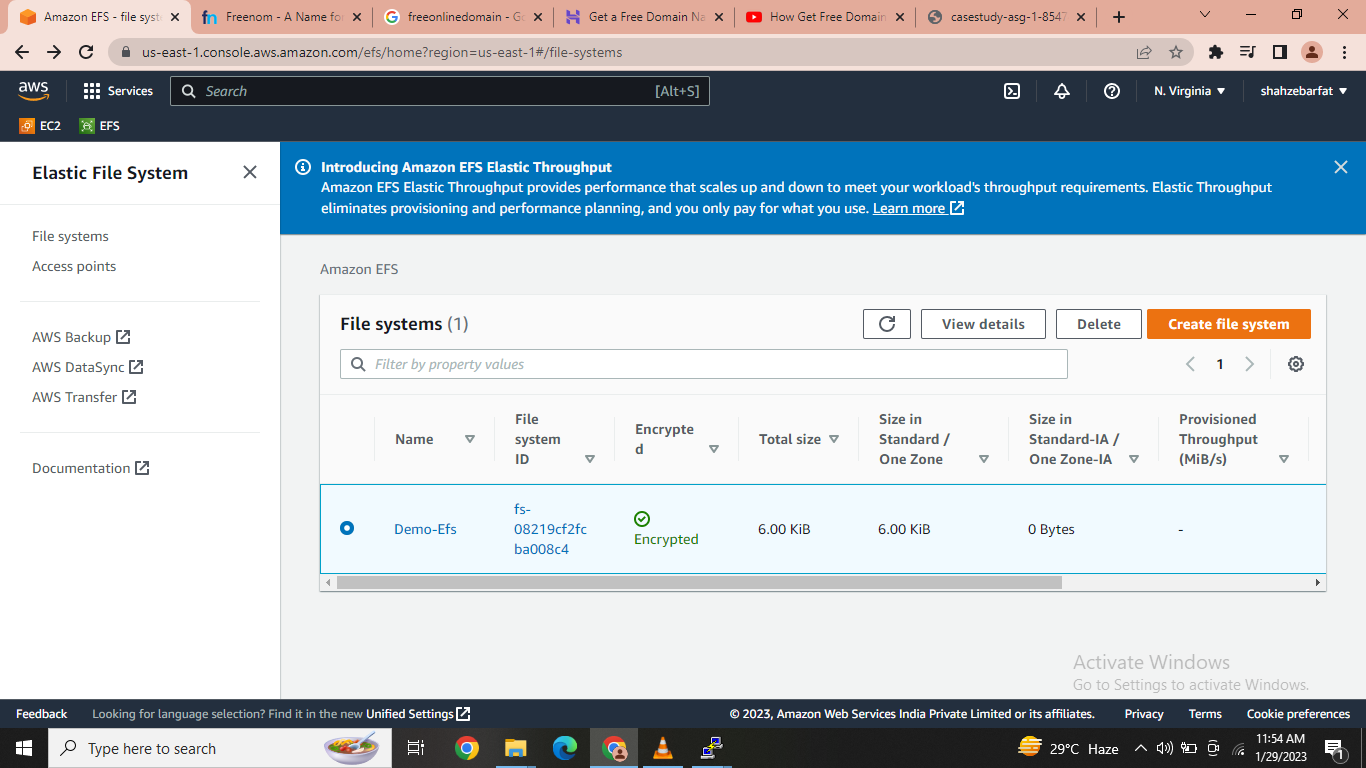 Amazon EFS - file syst
Freenom - A Name for
freeonlinedomain - Go
Get a Free Domain Na
How Get Free Domain
casestudy-asg-1-8547
us-east-1.console.aws.amazon.com/efs/home?region=us-east-1#/file-systems
aws
Services
Search
[Alt+S]
N. Virginia
shahzebarfat
EC2
EFS
Elastic File System
File systems
Access points
AWS Backup
AWS DataSync
AWS Transfer
Documentation
Introducing Amazon EFS Elastic Throughput
Amazon EFS Elastic Throughput provides performance that scales up and down to meet your workload's throughput requirements. Elastic Throughput
eliminates provisioning and performance planning, and you only pay for what you use. Learn more
Amazon EFS
File systems (1)
View details
Delete
Create file system
Filter by property values
1
Name
File
system
ID
Encrypte
d
Total size
Size in
Standard /
One Zone
Size in
Standard-IA /
One Zone-IA
Provisioned
Throughput
(MiB/s)
Demo-Efs
fs-
08219cf2fc
ba008c4
Encrypted
6.00 KiB
6.00 KiB
0 Bytes
-
Activate Windows
Go to Settings to activate Windows.
Feedback
Looking for language selection? Find it in the new Unified Settings
© 2023, Amazon Web Services India Private Limited or its affiliates.
Privacy
Terms
Cookie preferences
Type here to search
29°C Haze
11:54 AM
1/29/2023
1